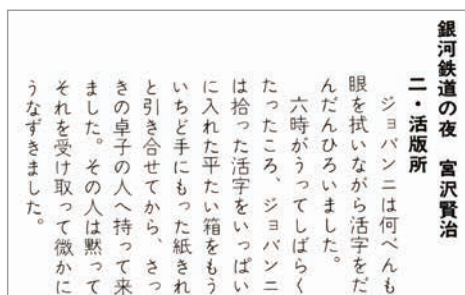 銀河鉄道の夜　宮沢賢治
二・活版所
ジョバンニは何べんも
眼を拭いながら活字をだ
んだんひろいました。
六時がうってしばらく
たったころ、ジョバンニ
は拾った活字をいっぱい
に入れた平たい箱をもう
いちど手にもった紙きれ
と引き合せてから、さっ
きの卓子の人へ持って来
ました。その人は黙って
それを受け取って微かに
うなずきました。